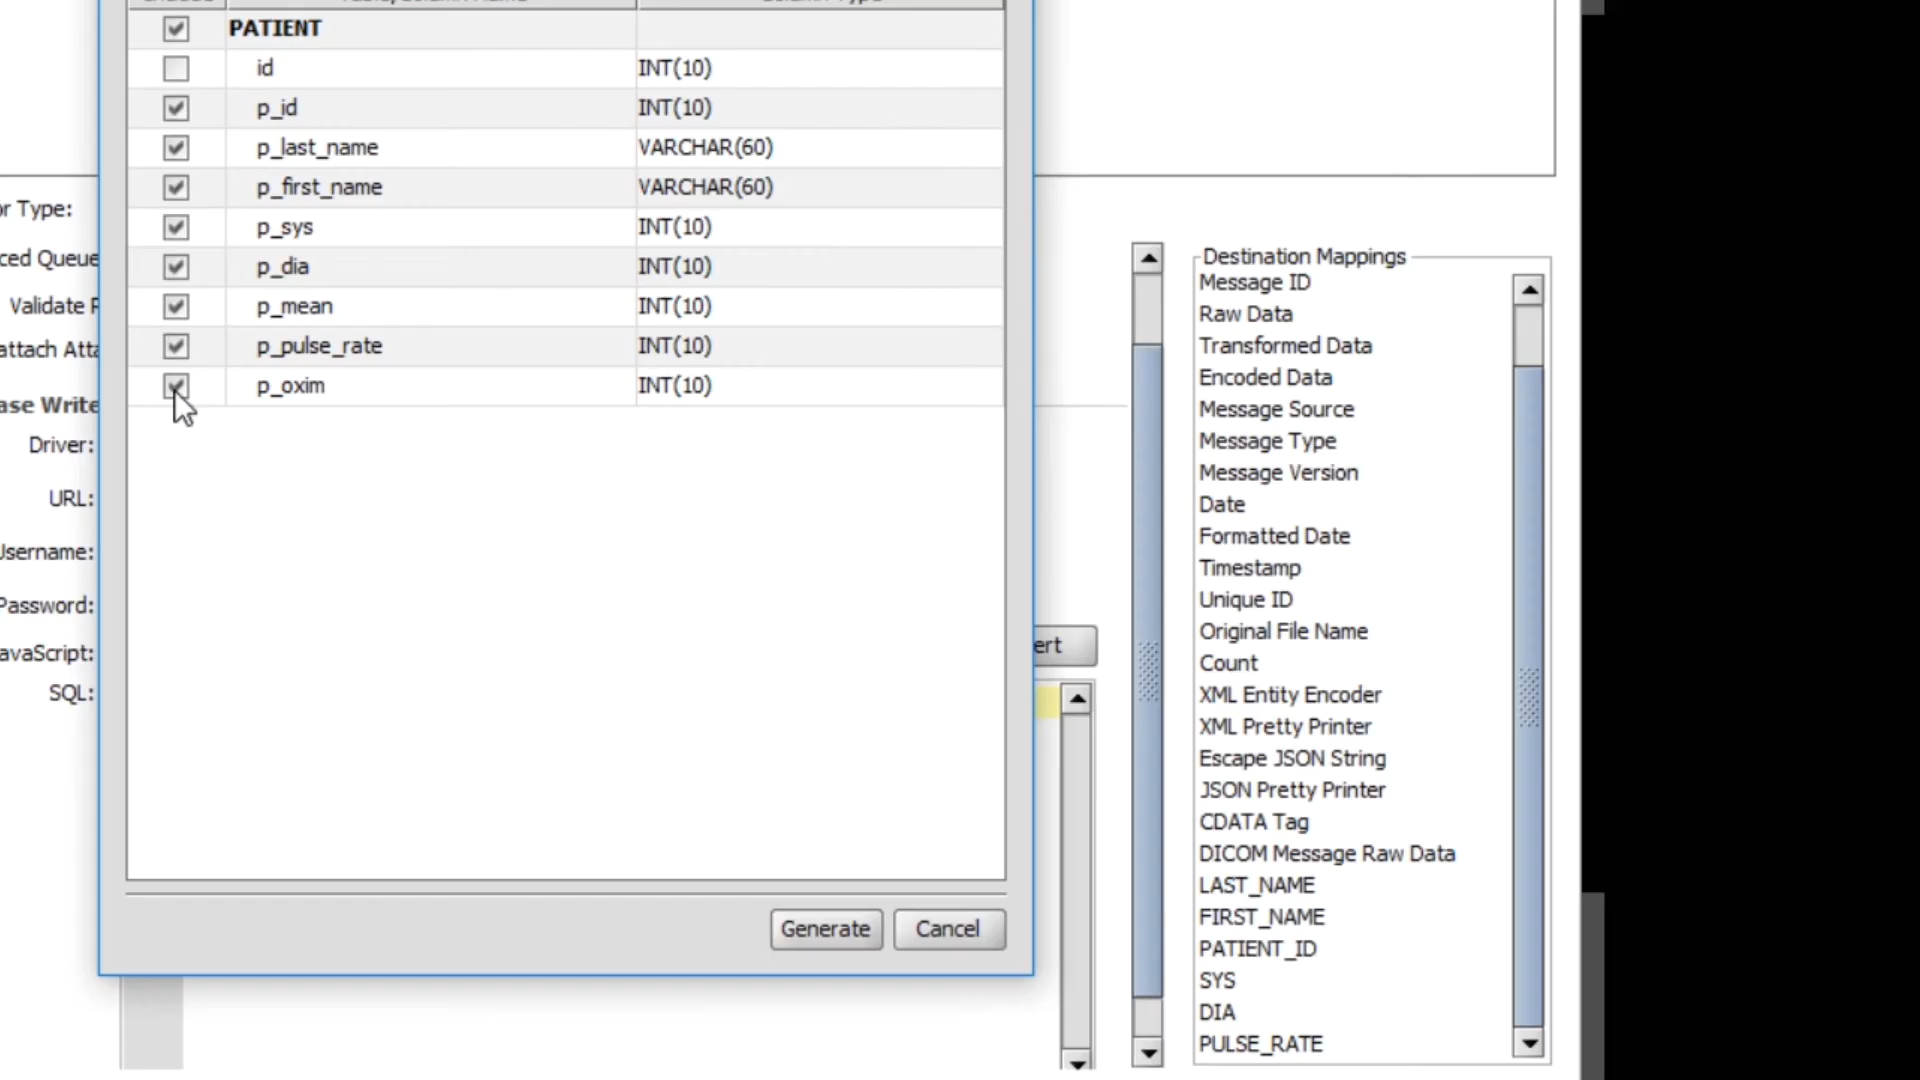 PATIENT
id INT(10)
p_id INT(10)
p_last_name VARCHAR(60)
p_first_name VARCHAR(60)
p_sys INT(10)
p_dia INT(10)
p_mean INT(10)
p_pulse_rate INT(10)
p_oxim INT(10)
Generate Cancel
or Type:
ced Queue
Validate R
attach Atta
ase Write
Driver:
URL:
Username:
Password:
avaScript:
SQL:
ert
Destination Mappings
Message ID
Raw Data
Transformed Data
Encoded Data
Message Source
Message Type
Message Version
Date
Formatted Date
Timestamp
Unique ID
Original File Name
Count
XML Entity Encoder
XML Pretty Printer
Escape JSON String
JSON Pretty Printer
CDATA Tag
DICOM Message Raw Data
LAST_NAME
FIRST_NAME
PATIENT_ID
SYS
DIA
PULSE_RATE